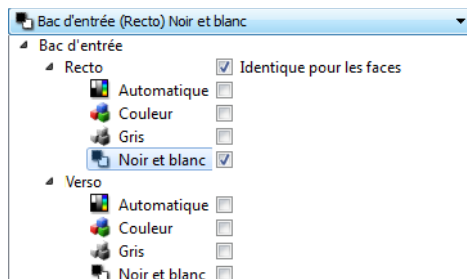 Bac d'entrée (Recto) Noir et blanc
Bac d'entrée
Recto Identique pour les faces
Automatique
Couleur
Gris
Noir et blanc
Verso
Automatique
Couleur
Gris
Noir et blanc